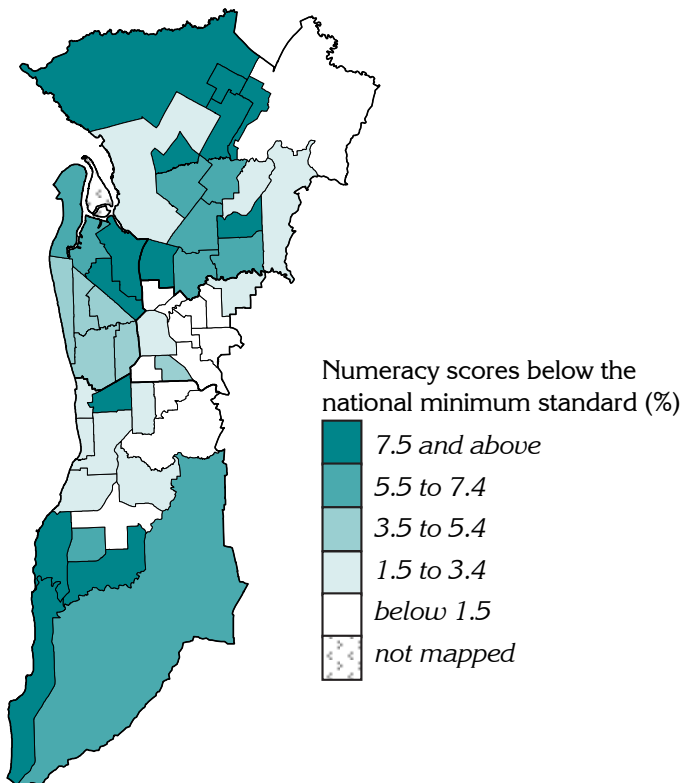 Numeracy scores below the
national minimum standard (%)
7.5 and above
5.5 to 7.4
3.5 to 5.4
1.5 to 3.4
below 1.5
not mapped